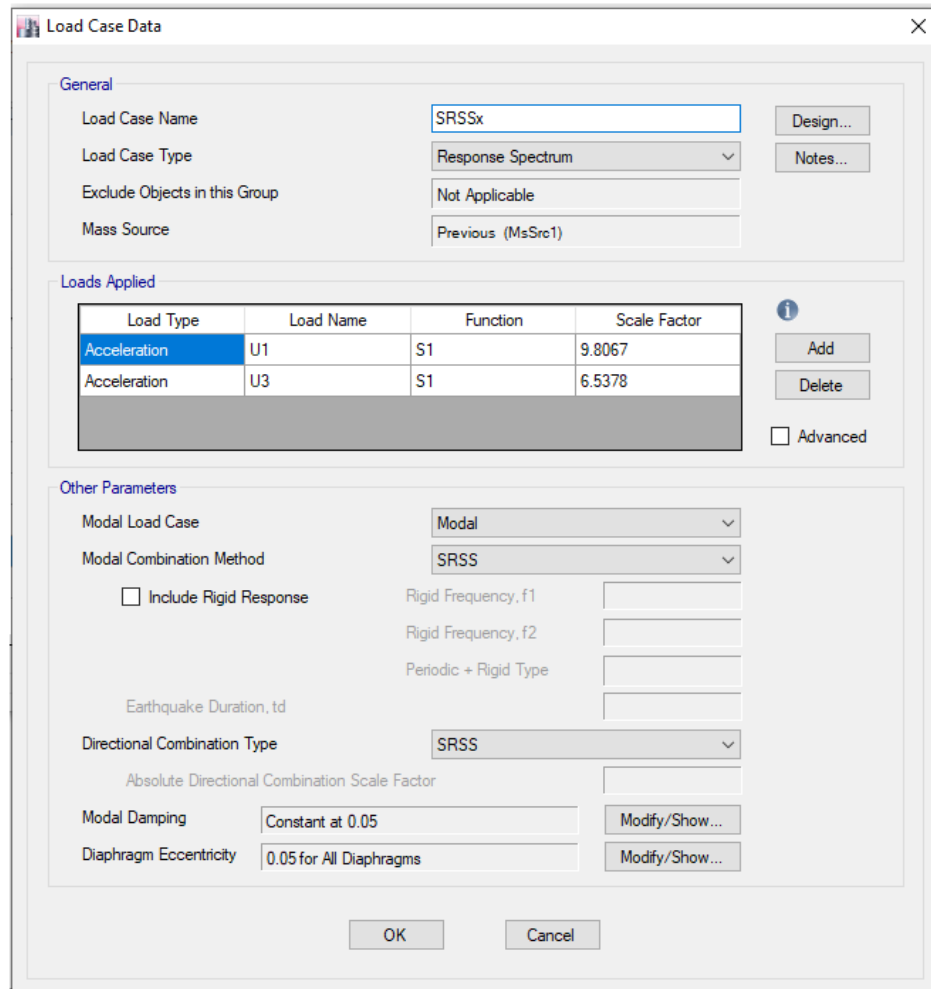 Load Case Data
General
Load Case Name SRSSx Design...
Load Case Type Response Spectrum Notes...
Exclude Objects in this Group Not Applicable
Mass Source Previous (MsSrc1)
Loads Applied
Load Type Load Name Function Scale Factor
Acceleration U1 S1 9.8067 Add
Acceleration U3 S1 6.5378 Delete
Advanced
Other Parameters
Modal Load Case Modal
Modal Combination Method SRSS
Include Rigid Response Rigid Frequency, f1
Rigid Frequency, f2
Periodic + Rigid Type
Earthquake Duration, td
Directional Combination Type SRSS
Absolute Directional Combination Scale Factor
Modal Damping Constant at 0.05 Modify/Show...
Diaphragm Eccentricity 0.05 for All Diaphragms Modify/Show...
OK Cancel